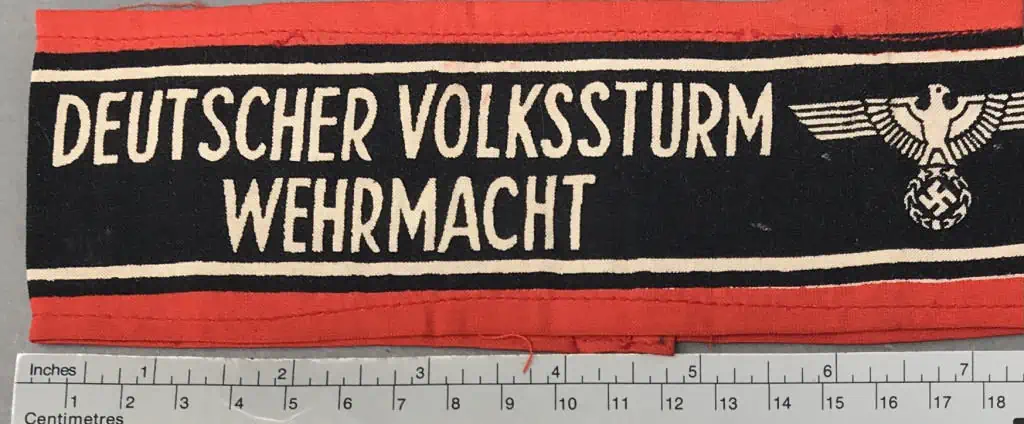 DEUTSCHER VOLKSSTURM
WEHRMACHT
Inches 1 2 3 4 5 6 7
1 2 3 4 5 6 7 8 9 10 11 12 13 14 15 16 17 18
Centimetres